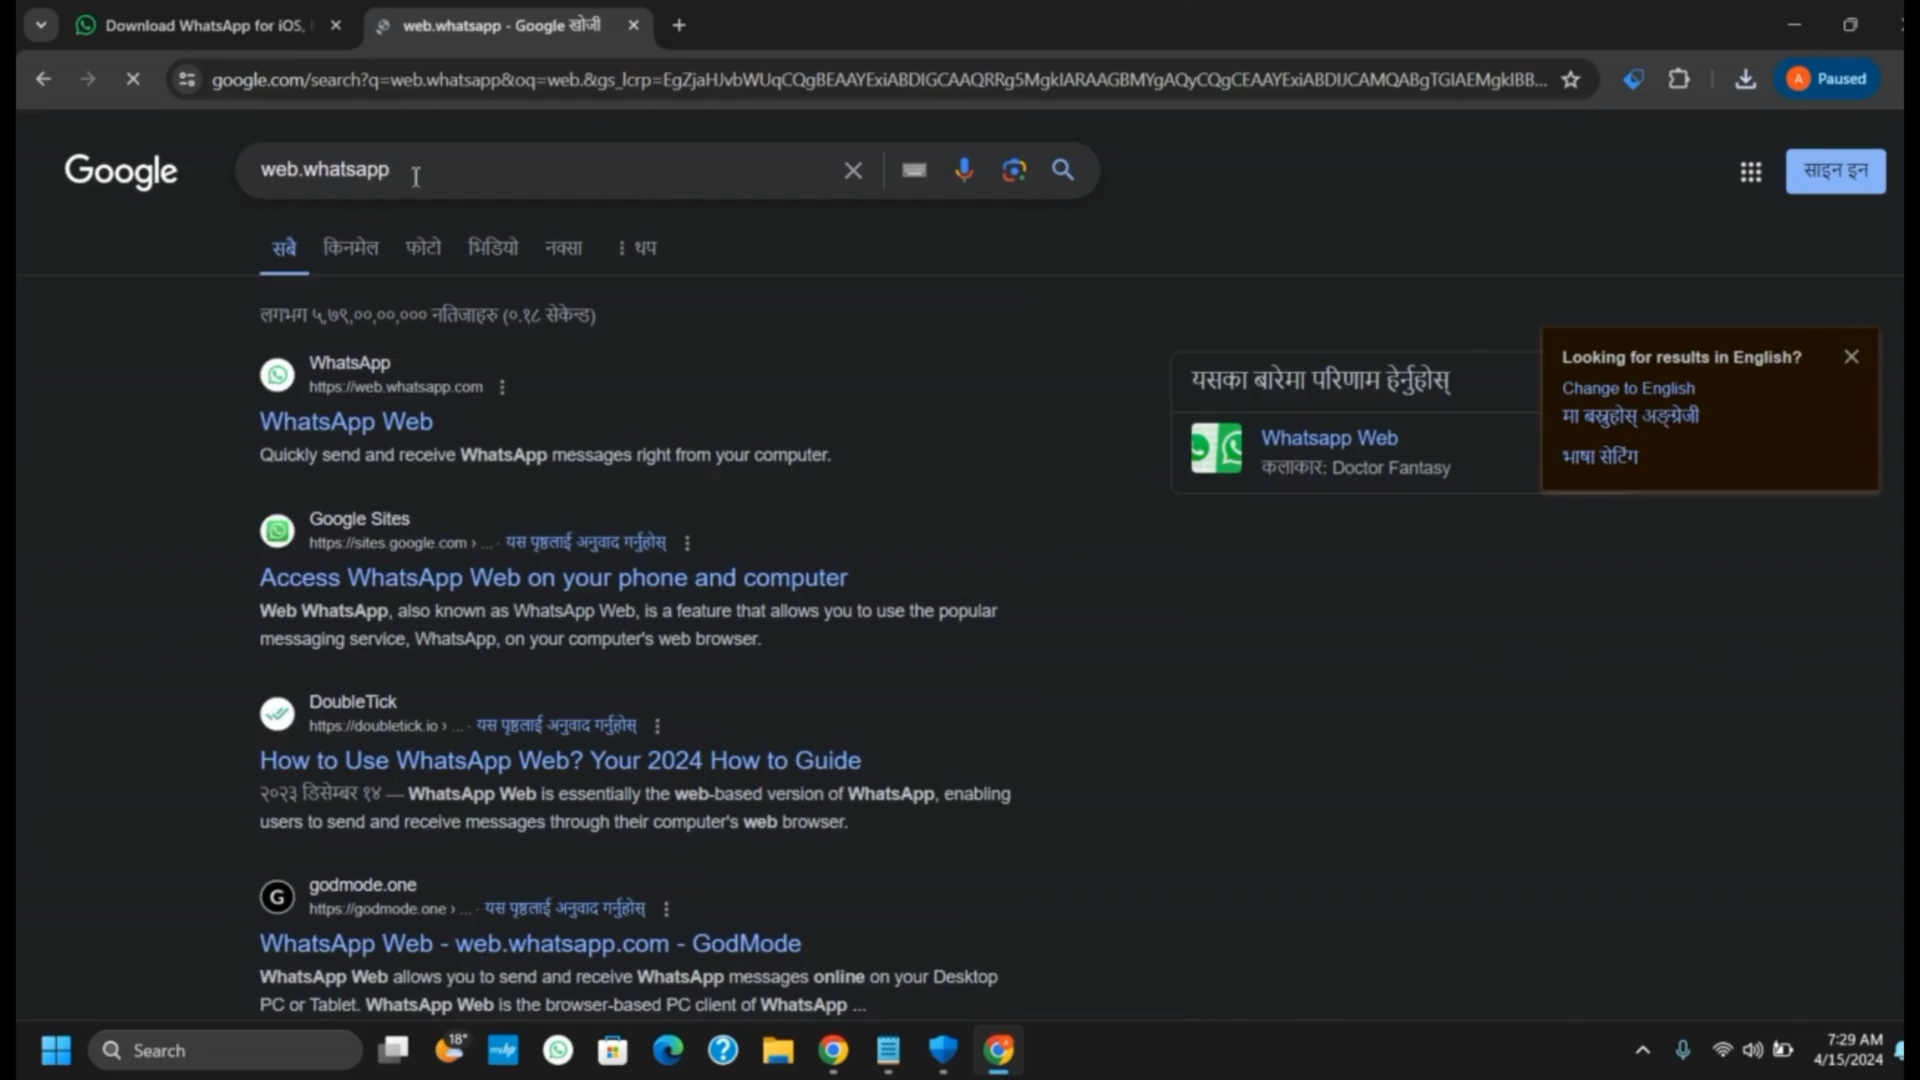 Download WhatsApp for iOS,
web.whatsapp - Google खोजी
google.com/search?q=web.whatsapp&oq=web.&gs_lcrp=EgZjaHJvbWUqCQgBEAAYExiABDIGCAAQRRg5MgkIARAAGBMYgAQyCQgCEAAYExiABDIJCAMQABgTGIAEMgkIBB...
A Paused
Google
web.whatsapp
साइन इन
सबै किनमेल फोटो भिडियो नक्सा थप
लगभग ५,७९,००,००,००० नतिजाहरु (०.१८ सेकेन्ड)
WhatsApp
https://web.whatsapp.com
WhatsApp Web
Quickly send and receive WhatsApp messages right from your computer.
Google Sites
https://sites.google.com › ... · यस पृष्ठलाई अनुवाद गर्नुहोस्
Access WhatsApp Web on your phone and computer
Web WhatsApp, also known as WhatsApp Web, is a feature that allows you to use the popular
messaging service, WhatsApp, on your computer's web browser.
DoubleTick
https://doubletick.io › ... · यस पृष्ठलाई अनुवाद गर्नुहोस्
How to Use WhatsApp Web? Your 2024 How to Guide
२०२३ डिसेम्बर १४ — WhatsApp Web is essentially the web-based version of WhatsApp, enabling
users to send and receive messages through their computer's web browser.
G
godmode.one
https://godmode.one › ... · यस पृष्ठलाई अनुवाद गर्नुहोस्
WhatsApp Web - web.whatsapp.com - GodMode
WhatsApp Web allows you to send and receive WhatsApp messages online on your Desktop
PC or Tablet. WhatsApp Web is the browser-based PC client of WhatsApp ...
यसका बारेमा परिणाम हेर्नुहोस्
Whatsapp Web
कलाकार: Doctor Fantasy
Looking for results in English?
Change to English
मा बस्नुहोस् अङ्ग्रेजी
भाषा सेटिंग
Search
18°
7:29 AM
4/15/2024